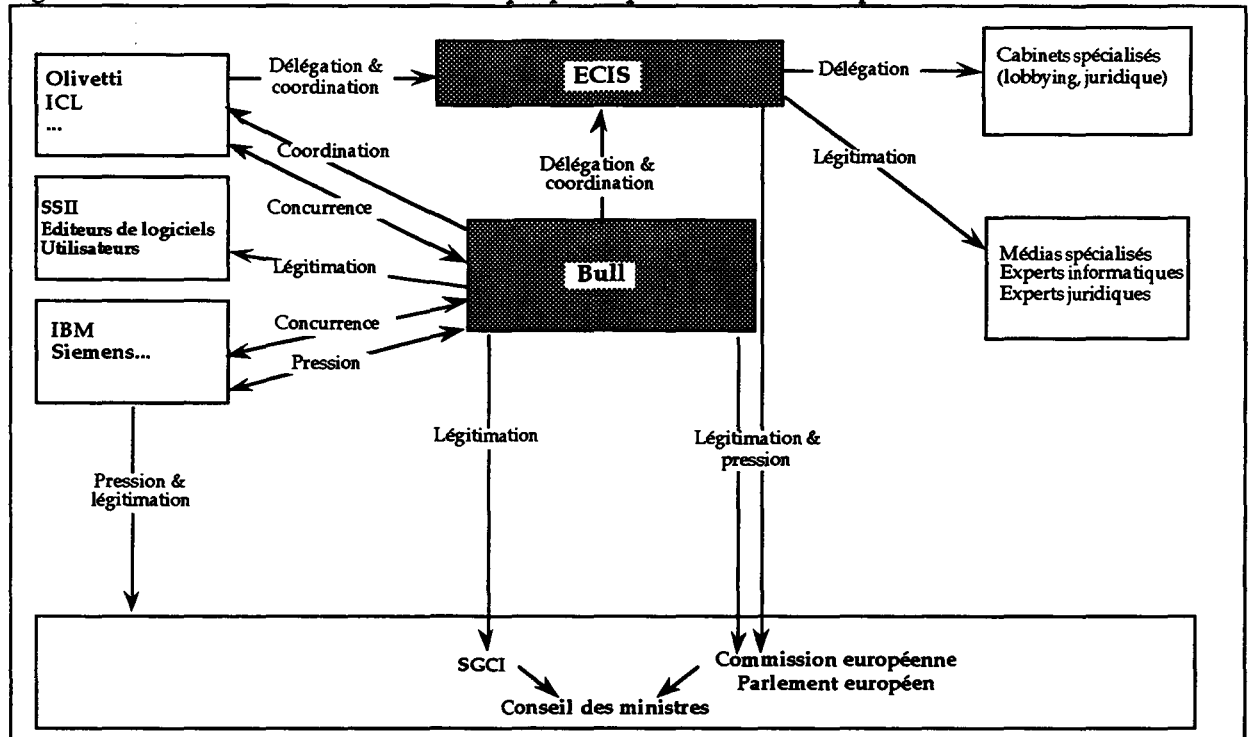 Olivetti
ICL
...
Délégation &
coordination
ECIS
Délégation
Cabinets spécialisés
(lobbying, juridique)
Coordination
Délégation &
coordination
Légitimation
SSII
Editeurs de logiciels
Utilisateurs
Concurrence
Légitimation
Bull
Médias spécialisés
Experts informatiques
Experts juridiques
IBM
Siemens...
Concurrence
Pression
Légitimation
Légitimation &
pression
Pression &
légitimation
SGCI
Commission européenne
Parlement européen
Conseil des ministres